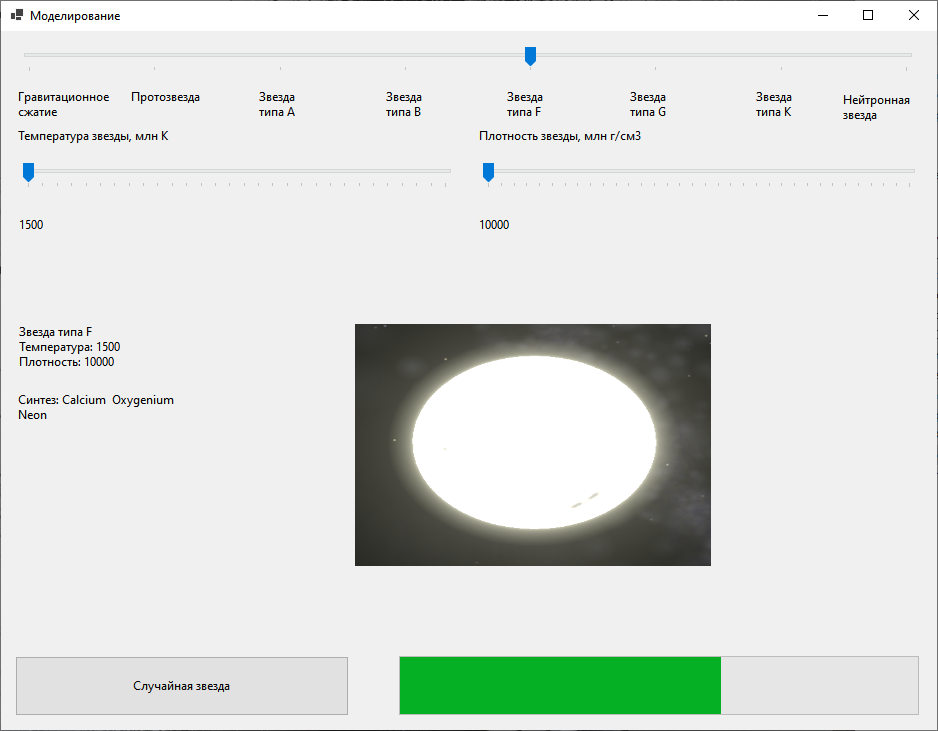 Моделирование
Гравитационное
сжатие
Протозвезда
Звезда
типа A
Звезда
типа B
Звезда
типа F
Звезда
типа G
Звезда
типа K
Нейтронная
звезда
Температура звезды, млн К
Плотность звезды, млн г/см3
1500
10000
Звезда типа F
Температура: 1500
Плотность: 10000
Синтез: Calcium  Oxygenium
Neon
Случайная звезда